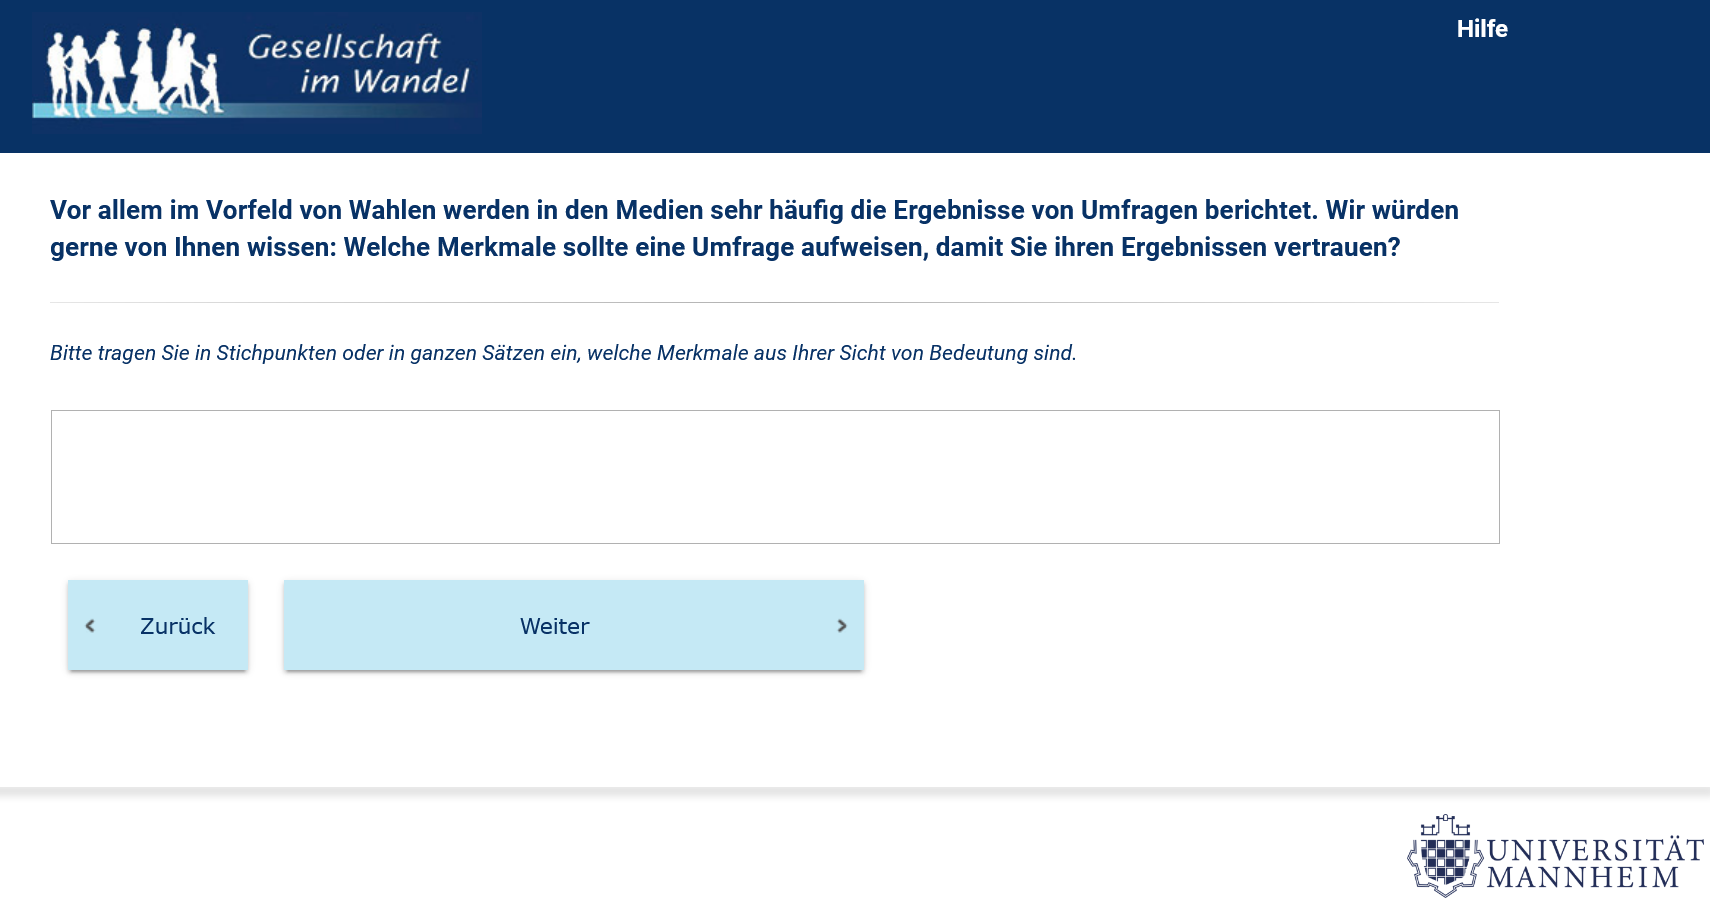 Gesellschaft
im Wandel
Hilfe
Vor allem im Vorfeld von Wahlen werden in den Medien sehr häufig die Ergebnisse von Umfragen berichtet. Wir würden
gerne von Ihnen wissen: Welche Merkmale sollte eine Umfrage aufweisen, damit Sie ihren Ergebnissen vertrauen?
Bitte tragen Sie in Stichpunkten oder in ganzen Sätzen ein, welche Merkmale aus Ihrer Sicht von Bedeutung sind.
Zurück
Weiter
UNIVERSITÄT
MANNHEIM